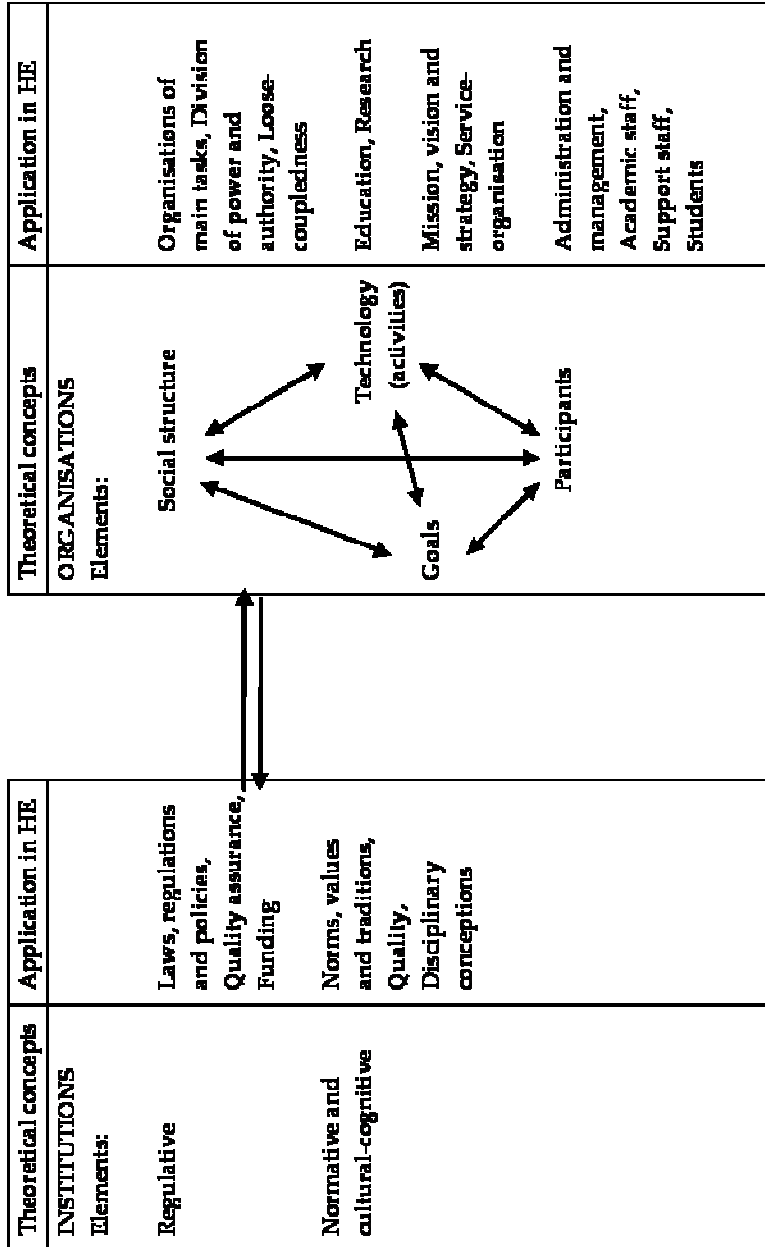 Theoretical concepts
Application in HE
INSTITUTIONS
Elements:
Regulative
Laws, regulations
and policies,
Quality assurance,
Funding
Normative and
cultural-cognitive
Norms, values
and traditions,
Quality,
Disciplinary
conceptions
Theoretical concepts
Application in HE
ORGANISATIONS
Elements:
Social structure
Organisations of
main tasks, Division
of power and
authority, Loose-
coupledness
Technology
(activities)
Education, Research
Goals
Mission, vision and
strategy, Service-
organisation
Participants
Administration and
management,
Academic staff,
Support staff,
Students